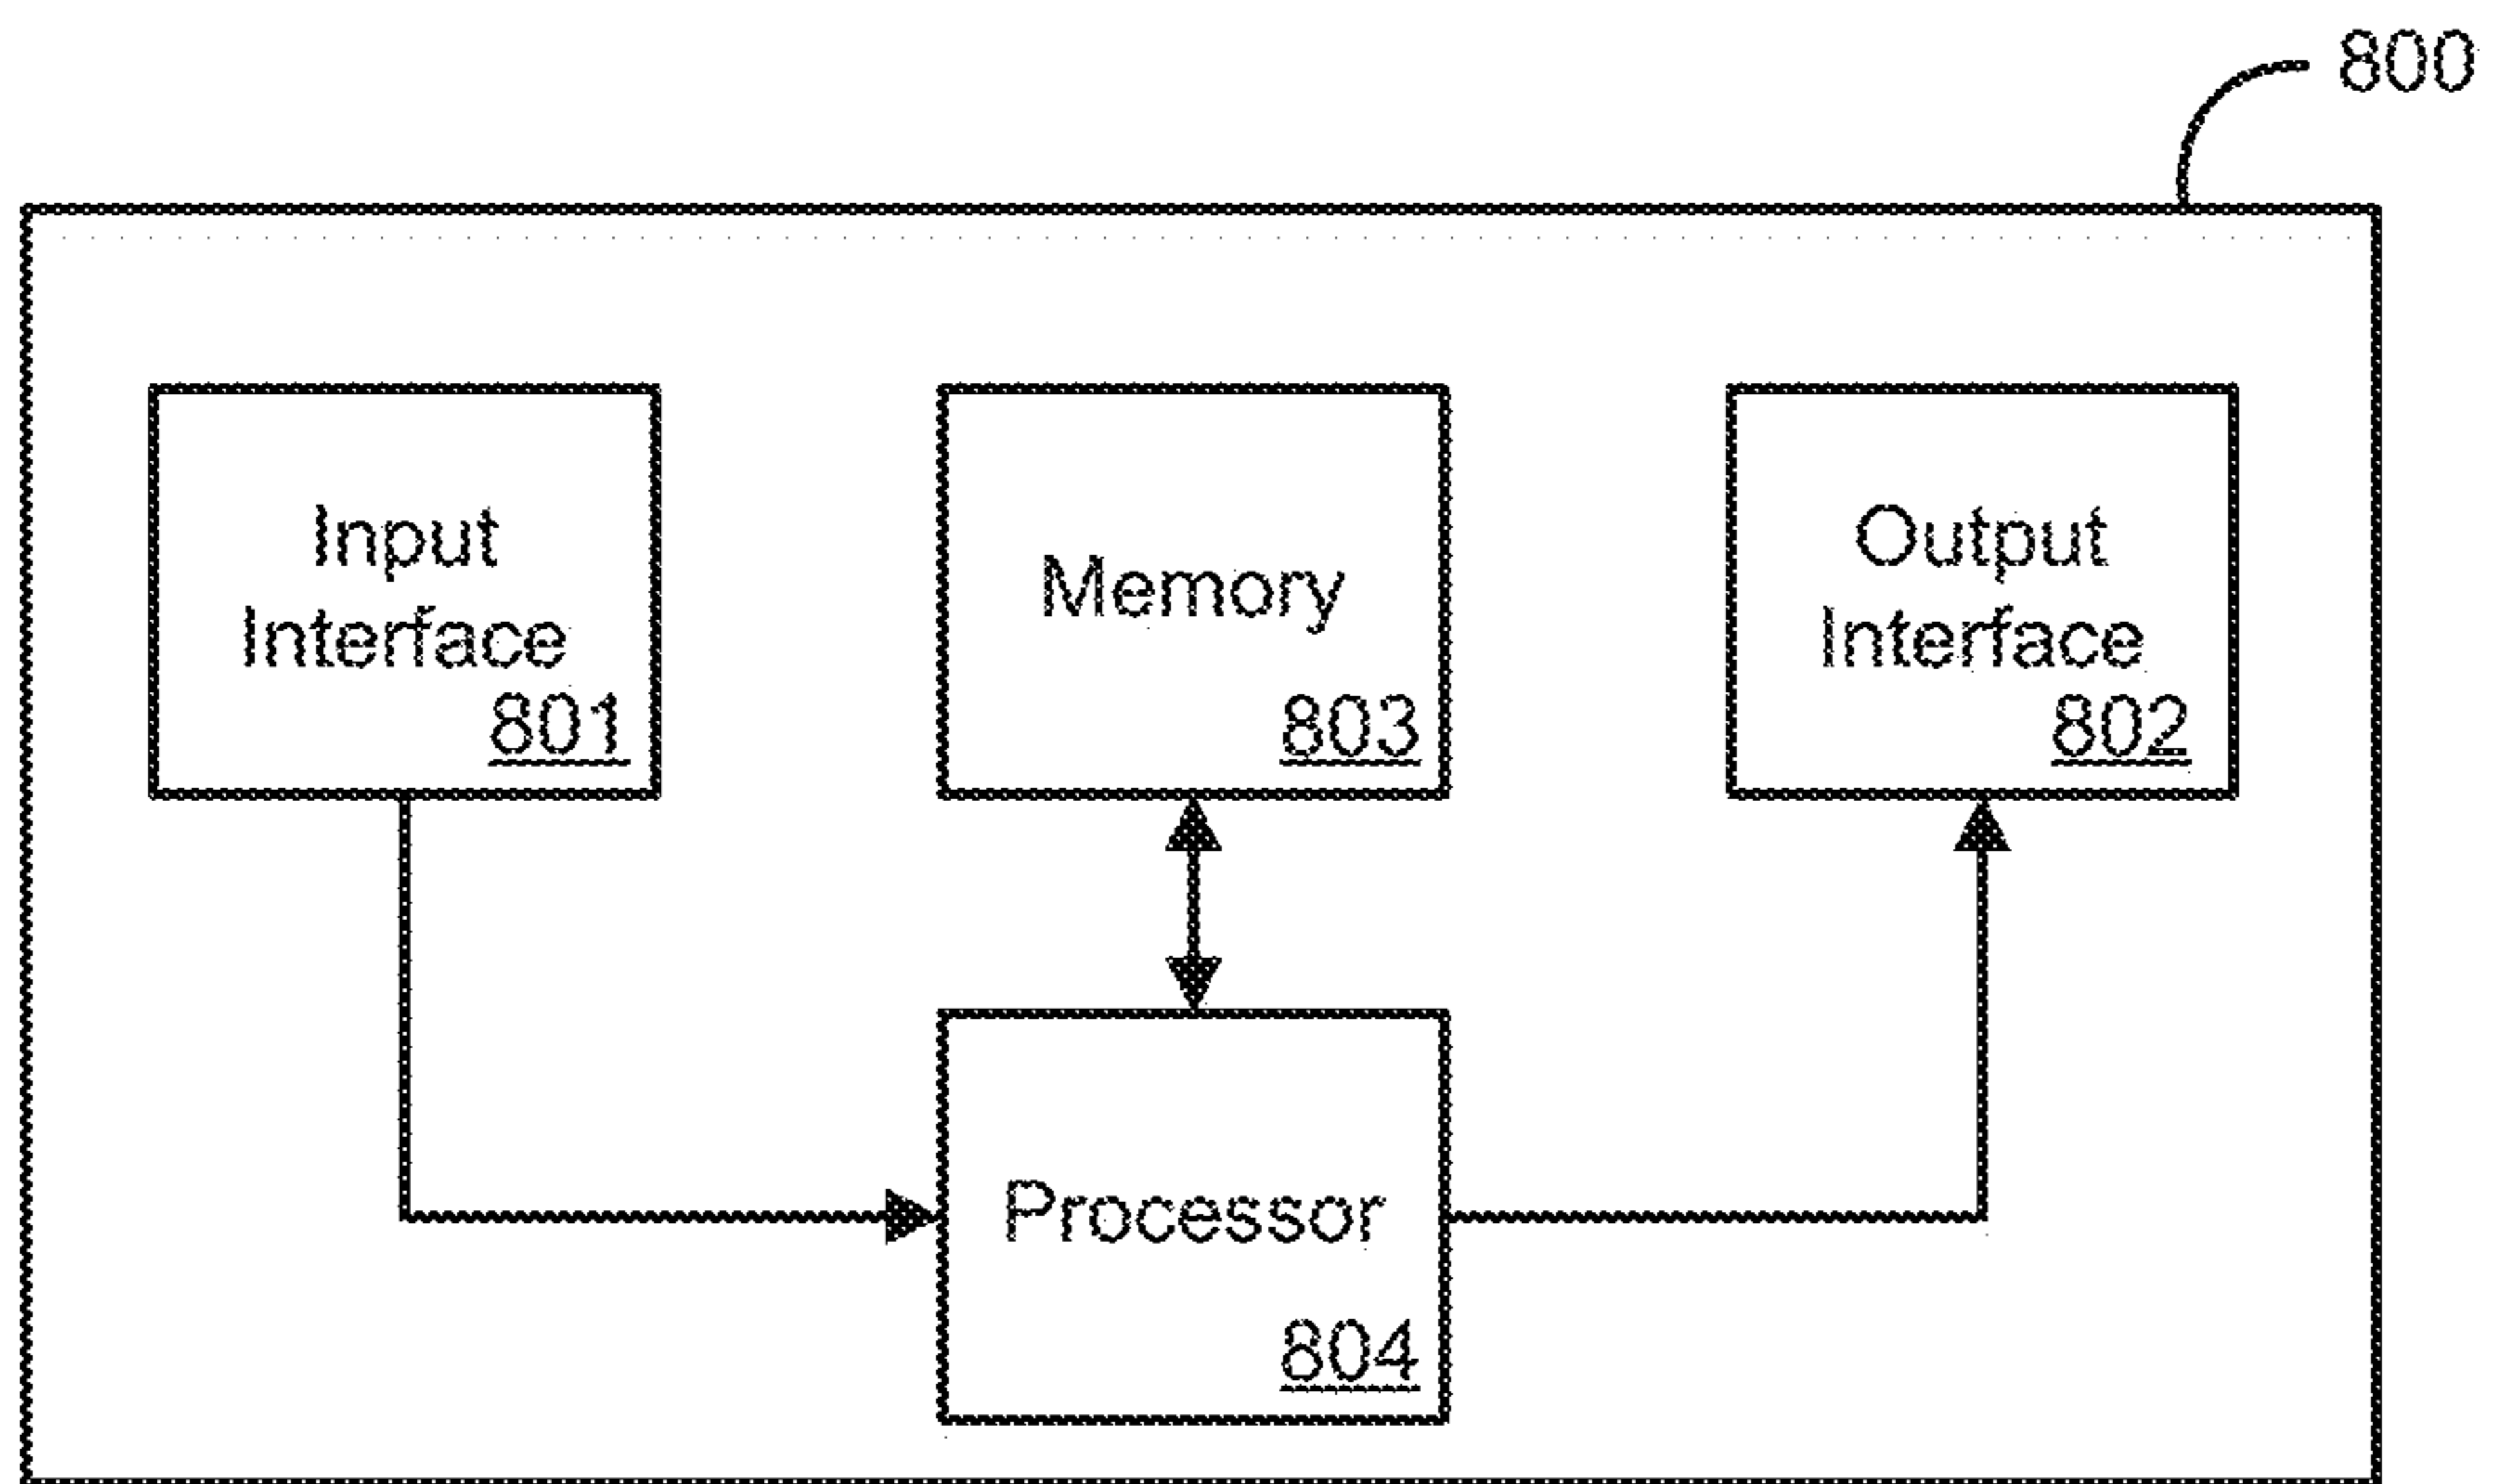 800
Input
Interface
801
Memory
803
Output
Interface
802
Processor
804